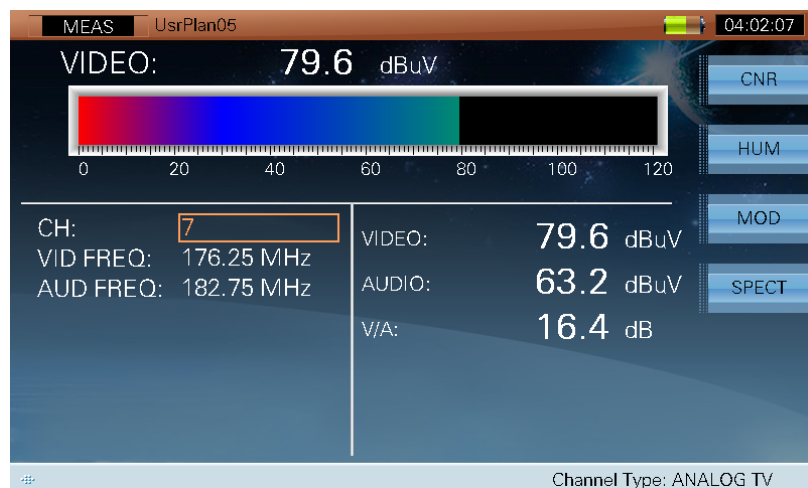 MEAS UsrPlan05 04:02:07
VIDEO: 79.6 dBuV
CNR
0 20 40 60 80 100 120
HUM
CH: 7
VID FREQ: 176.25 MHz
AUD FREQ: 182.75 MHz
VIDEO: 79.6 dBuV
AUDIO: 63.2 dBuV
V/A: 16.4 dB
MOD
SPECT
Channel Type: ANALOG TV